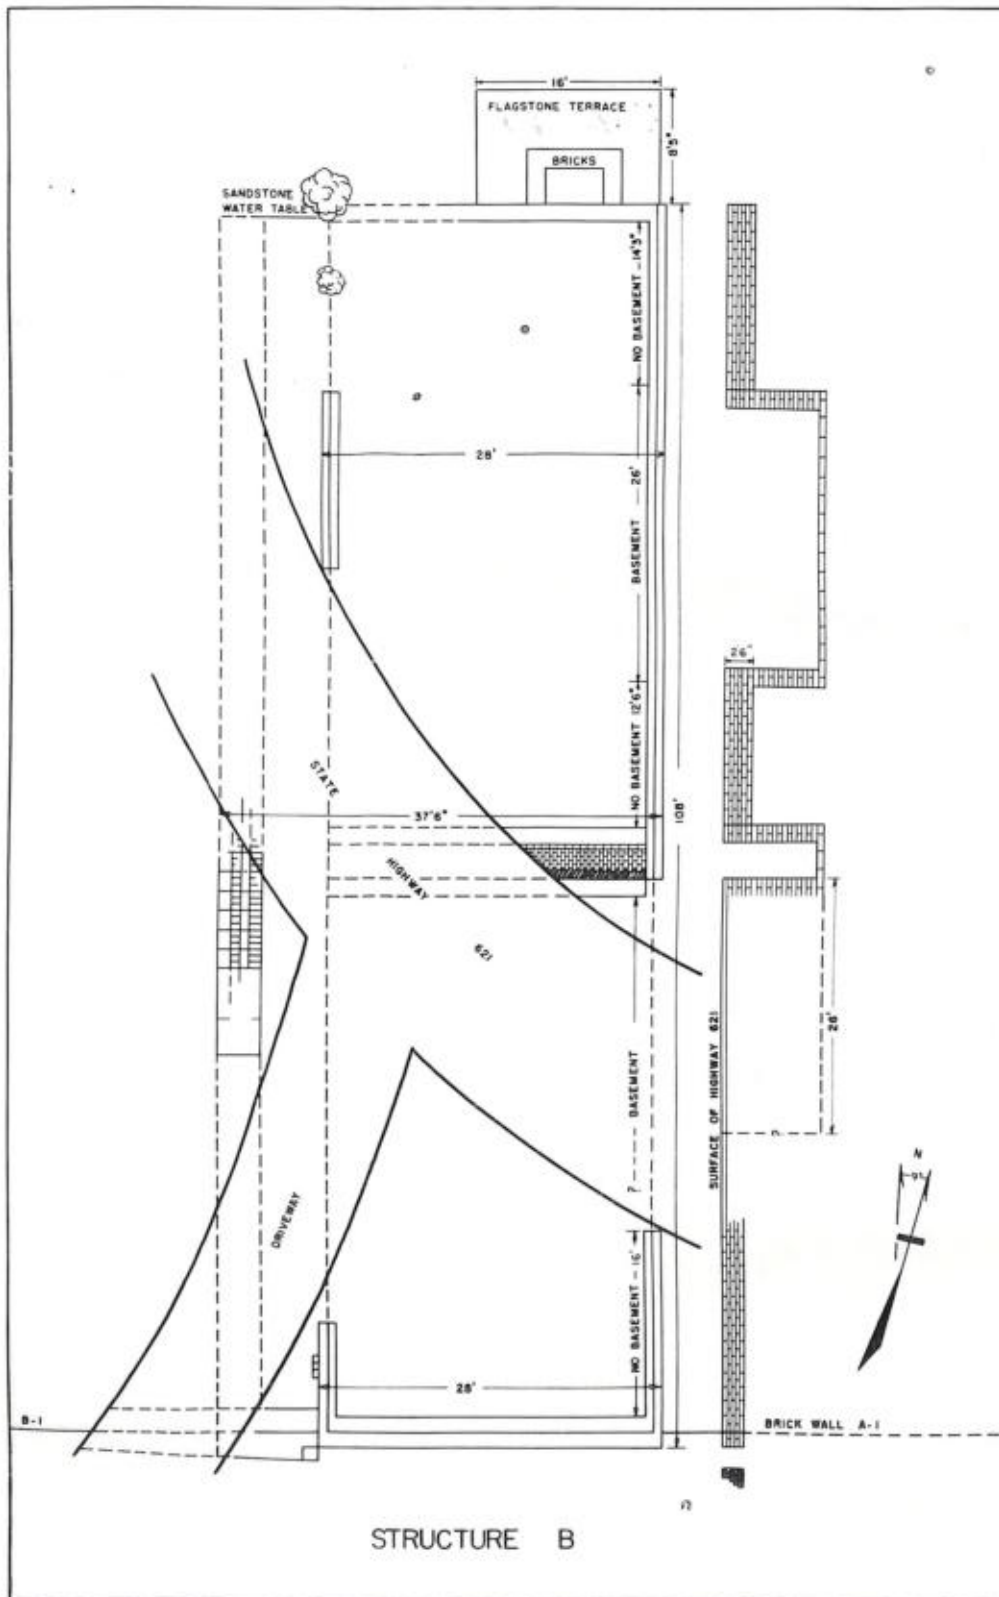 16'
FLAGSTONE TERRACE
8'5"
BRICKS
SANDSTONE
WATER TABLE
NO BASEMENT - 14'3"
28'
BASEMENT - 26'
2'6"
NO BASEMENT 12'6"
STATE
37'6"
108'
HIGHWAY
621
SURFACE OF HIGHWAY 621
26'
? BASEMENT
?
N
DRIVEWAY
NO BASEMENT - 16'
28'
B-1
BRICK WALL A-1
STRUCTURE B